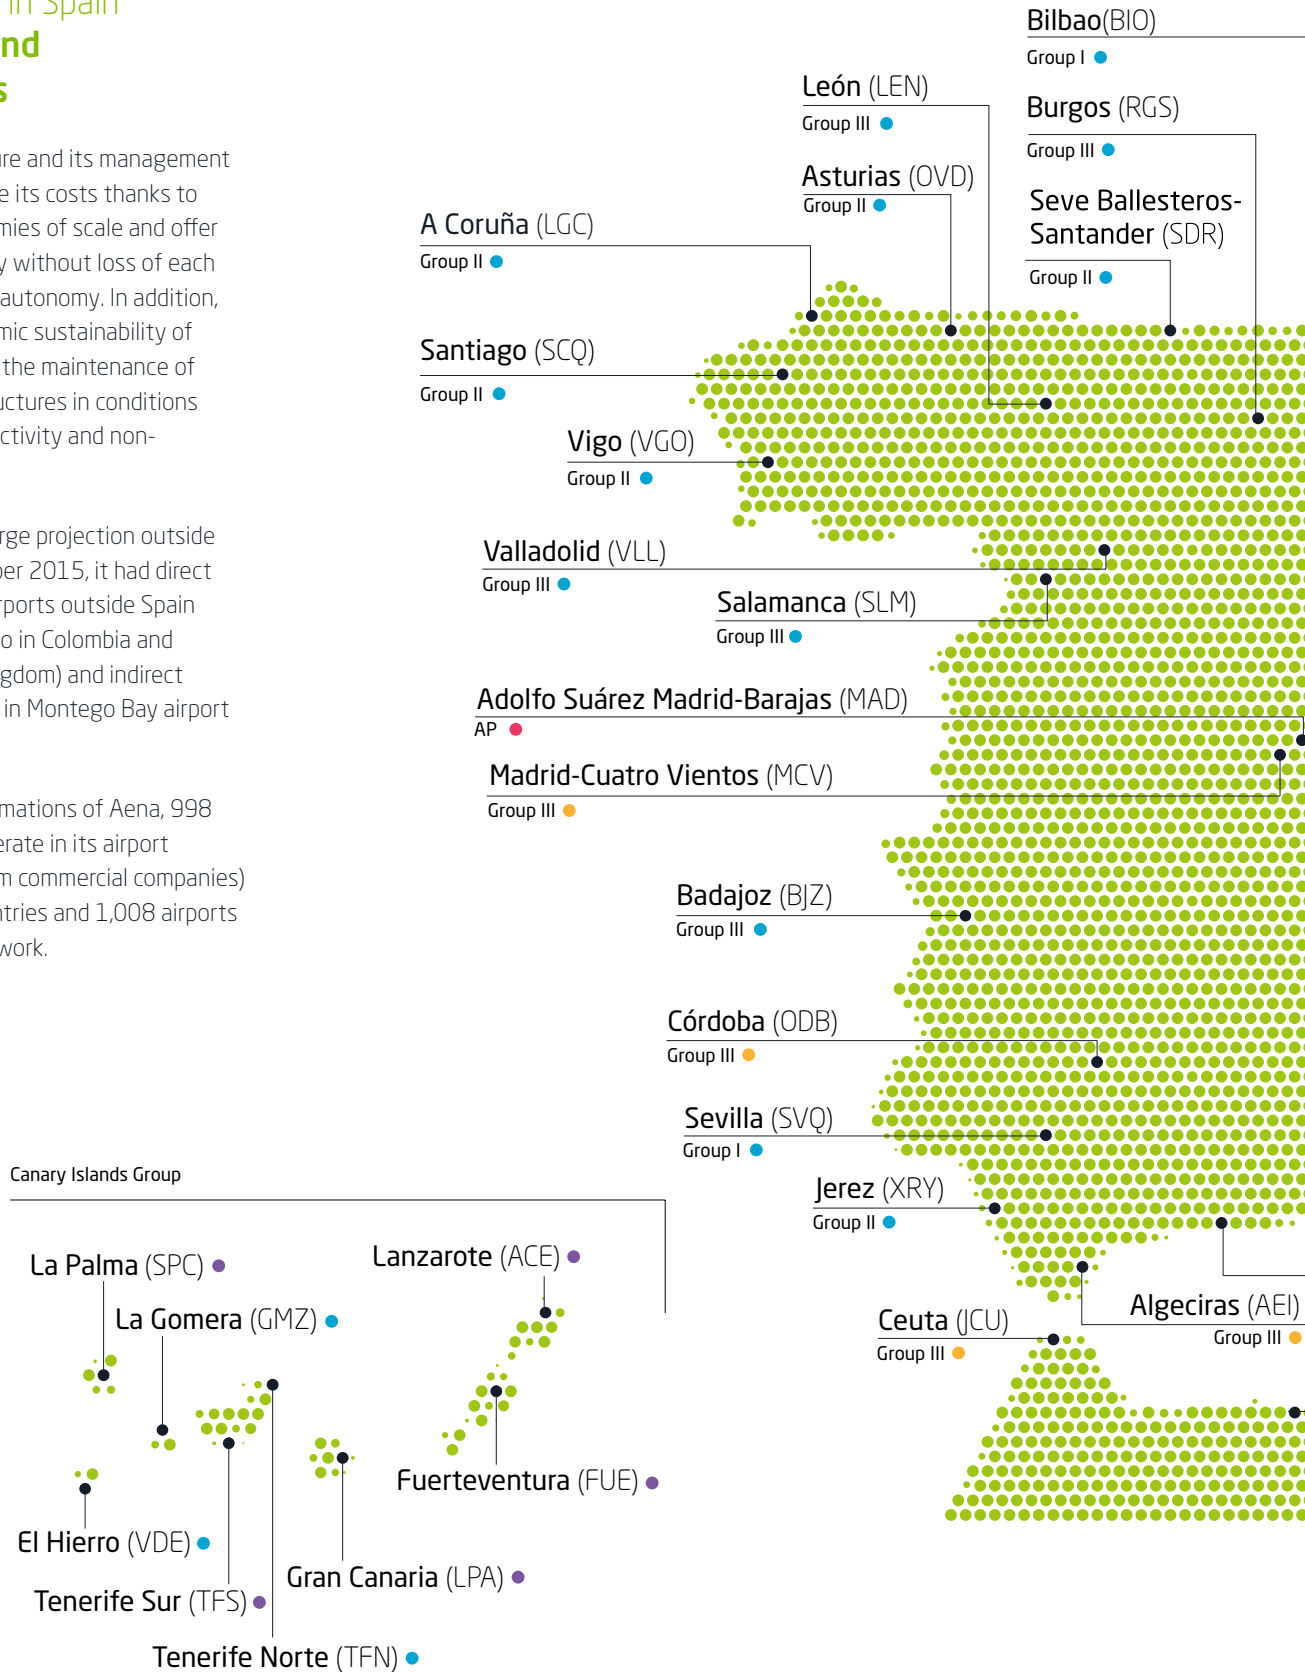 in Spain
nd
s
ure and its management
e its costs thanks to
mies of scale and offer
y without loss of each
autonomy. In addition,
mic sustainability of
the maintenance of
uctures in conditions
ctivity and non-
rge projection outside
ber 2015, it had direct
rports outside Spain
o in Colombia and
gdom) and indirect
in Montego Bay airport
mations of Aena, 998
erate in its airport
m commercial companies)
ntries and 1,008 airports
work.
Bilbao(BIO)
Group I
León (LEN)
Group III
Burgos (RGS)
Group III
Asturias (OVD)
Group II
Seve Ballesteros-
Santander (SDR)
Group II
A Coruña (LGC)
Group II
Santiago (SCQ)
Group II
Vigo (VGO)
Group II
Valladolid (VLL)
Group III
Salamanca (SLM)
Group III
Adolfo Suárez Madrid-Barajas (MAD)
AP
Madrid-Cuatro Vientos (MCV)
Group III
Badajoz (BJZ)
Group III
Córdoba (ODB)
Group III
Sevilla (SVQ)
Group I
Jerez (XRY)
Group II
Algeciras (AEI)
Group III
Ceuta (JCU)
Group III
Canary Islands Group
La Palma (SPC)
Lanzarote (ACE)
La Gomera (GMZ)
Fuerteventura (FUE)
El Hierro (VDE)
Gran Canaria (LPA)
Tenerife Sur (TFS)
Tenerife Norte (TFN)